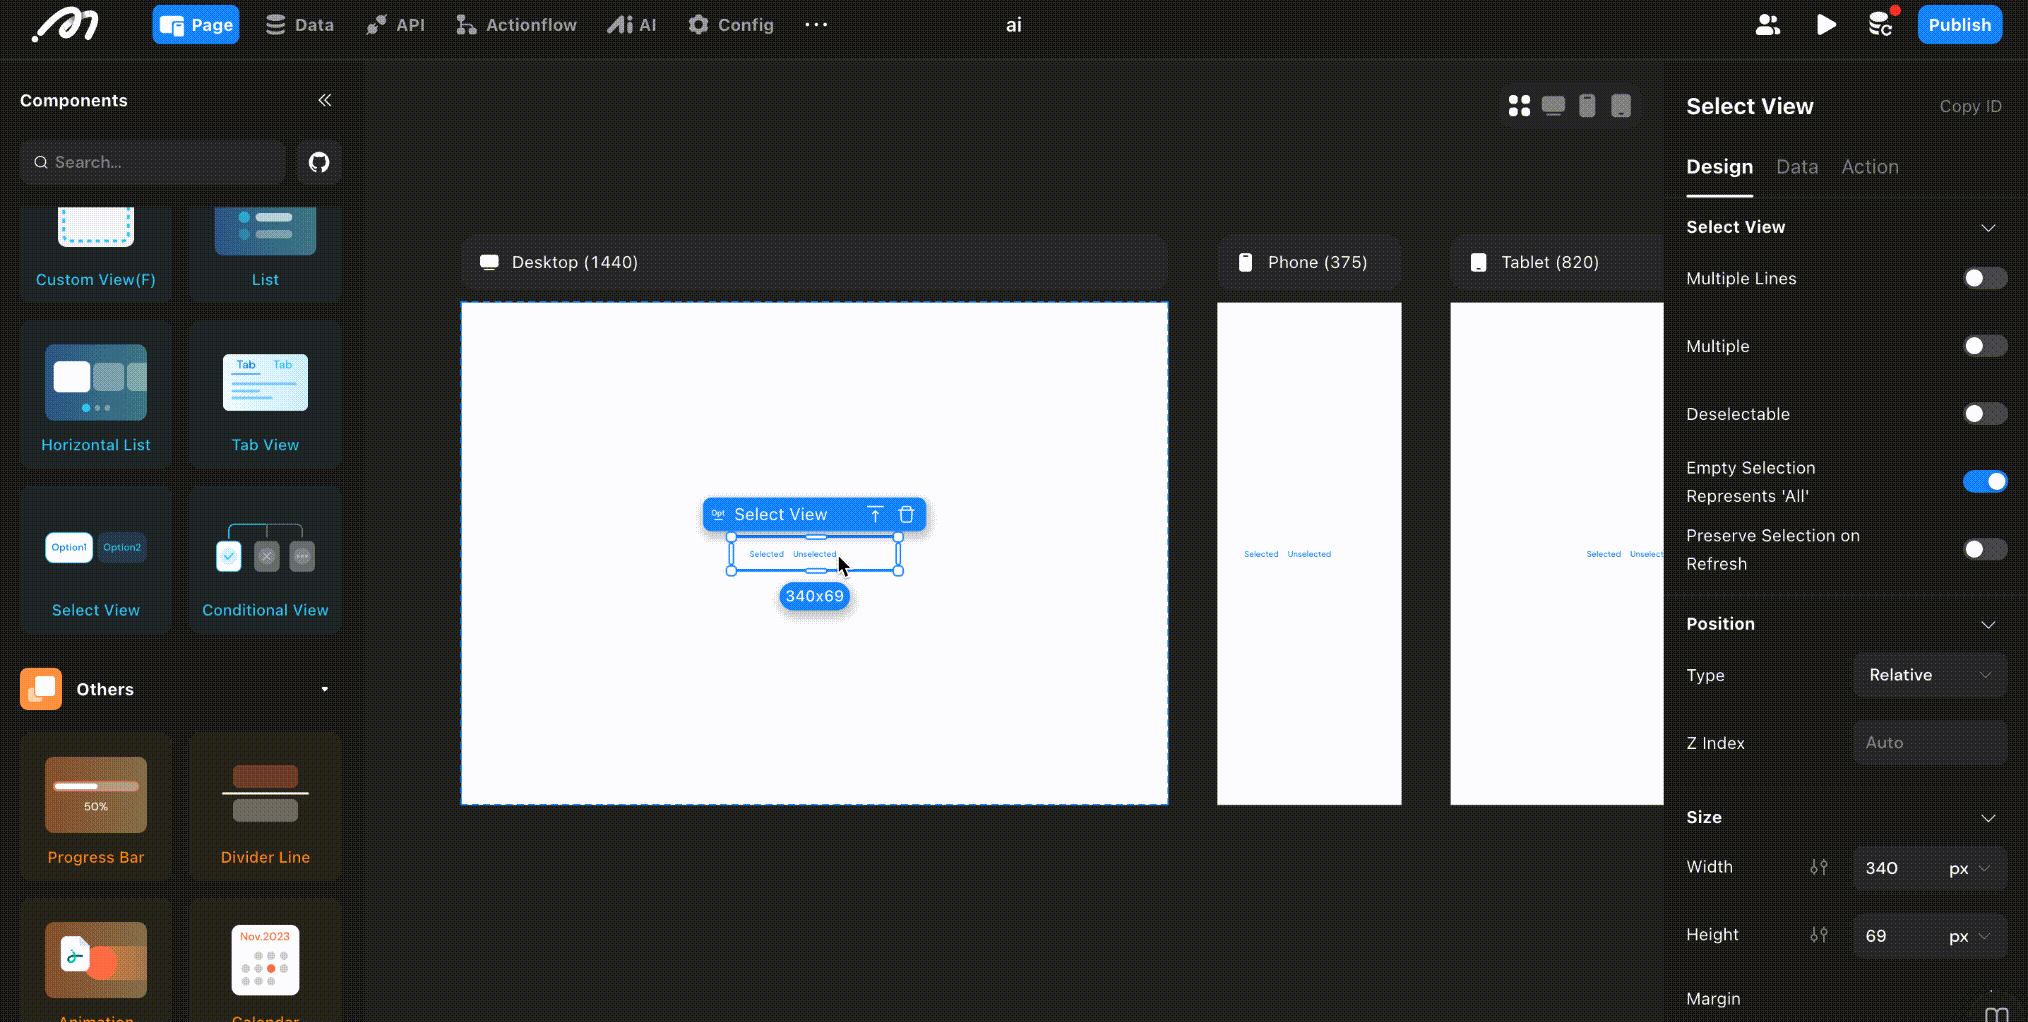 Page
Data
API
Actionflow
AI
Config
ai
Publish
Components
Search...
Custom View(F)
List
Tab Tab
Horizontal List
Tab View
Option1
Option2
Select View
Conditional View
Others
50%
Progress Bar
Divider Line
Nov.2023
Animation
Calendar
Desktop (1440)
Phone (375)
Tablet (820)
Opt
Select View
Selected Unselected
340x69
Selected Unselected
Selected Unselect
Select View
Copy ID
Design
Data
Action
Select View
Multiple Lines
Multiple
Deselectable
Empty Selection
Represents 'All'
Preserve Selection on
Refresh
Position
Type
Relative
Z Index
Auto
Size
Width
340 px
Height
69 px
Margin